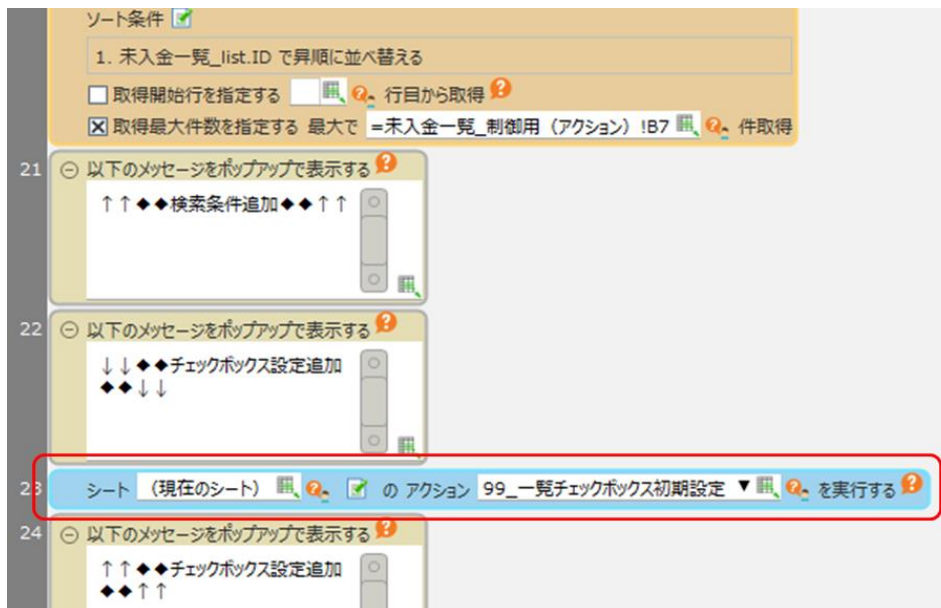 ソート条件
1. 未入金一覧_list.ID で昇順に並べ替える
取得開始行を指定する 行目から取得
取得最大件数を指定する 最大で =未入金一覧_制御用（アクション）!B7 件取得
21 以下のメッセージをポップアップで表示する
↑↑◆◆検索条件追加◆◆↑↑
22 以下のメッセージをポップアップで表示する
↓↓◆◆チェックボックス設定追加
◆◆↓↓
23 シート （現在のシート） の アクション 99_一覧チェックボックス初期設定 ▼ を実行する
24 以下のメッセージをポップアップで表示する
↑↑◆◆チェックボックス設定追加
◆◆↑↑